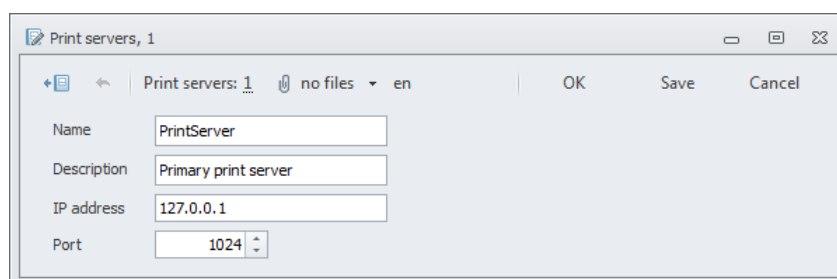 Print servers, 1
Print servers: 1 no files en OK Save Cancel
Name PrintServer
Description Primary print server
IP address 127.0.0.1
Port 1024